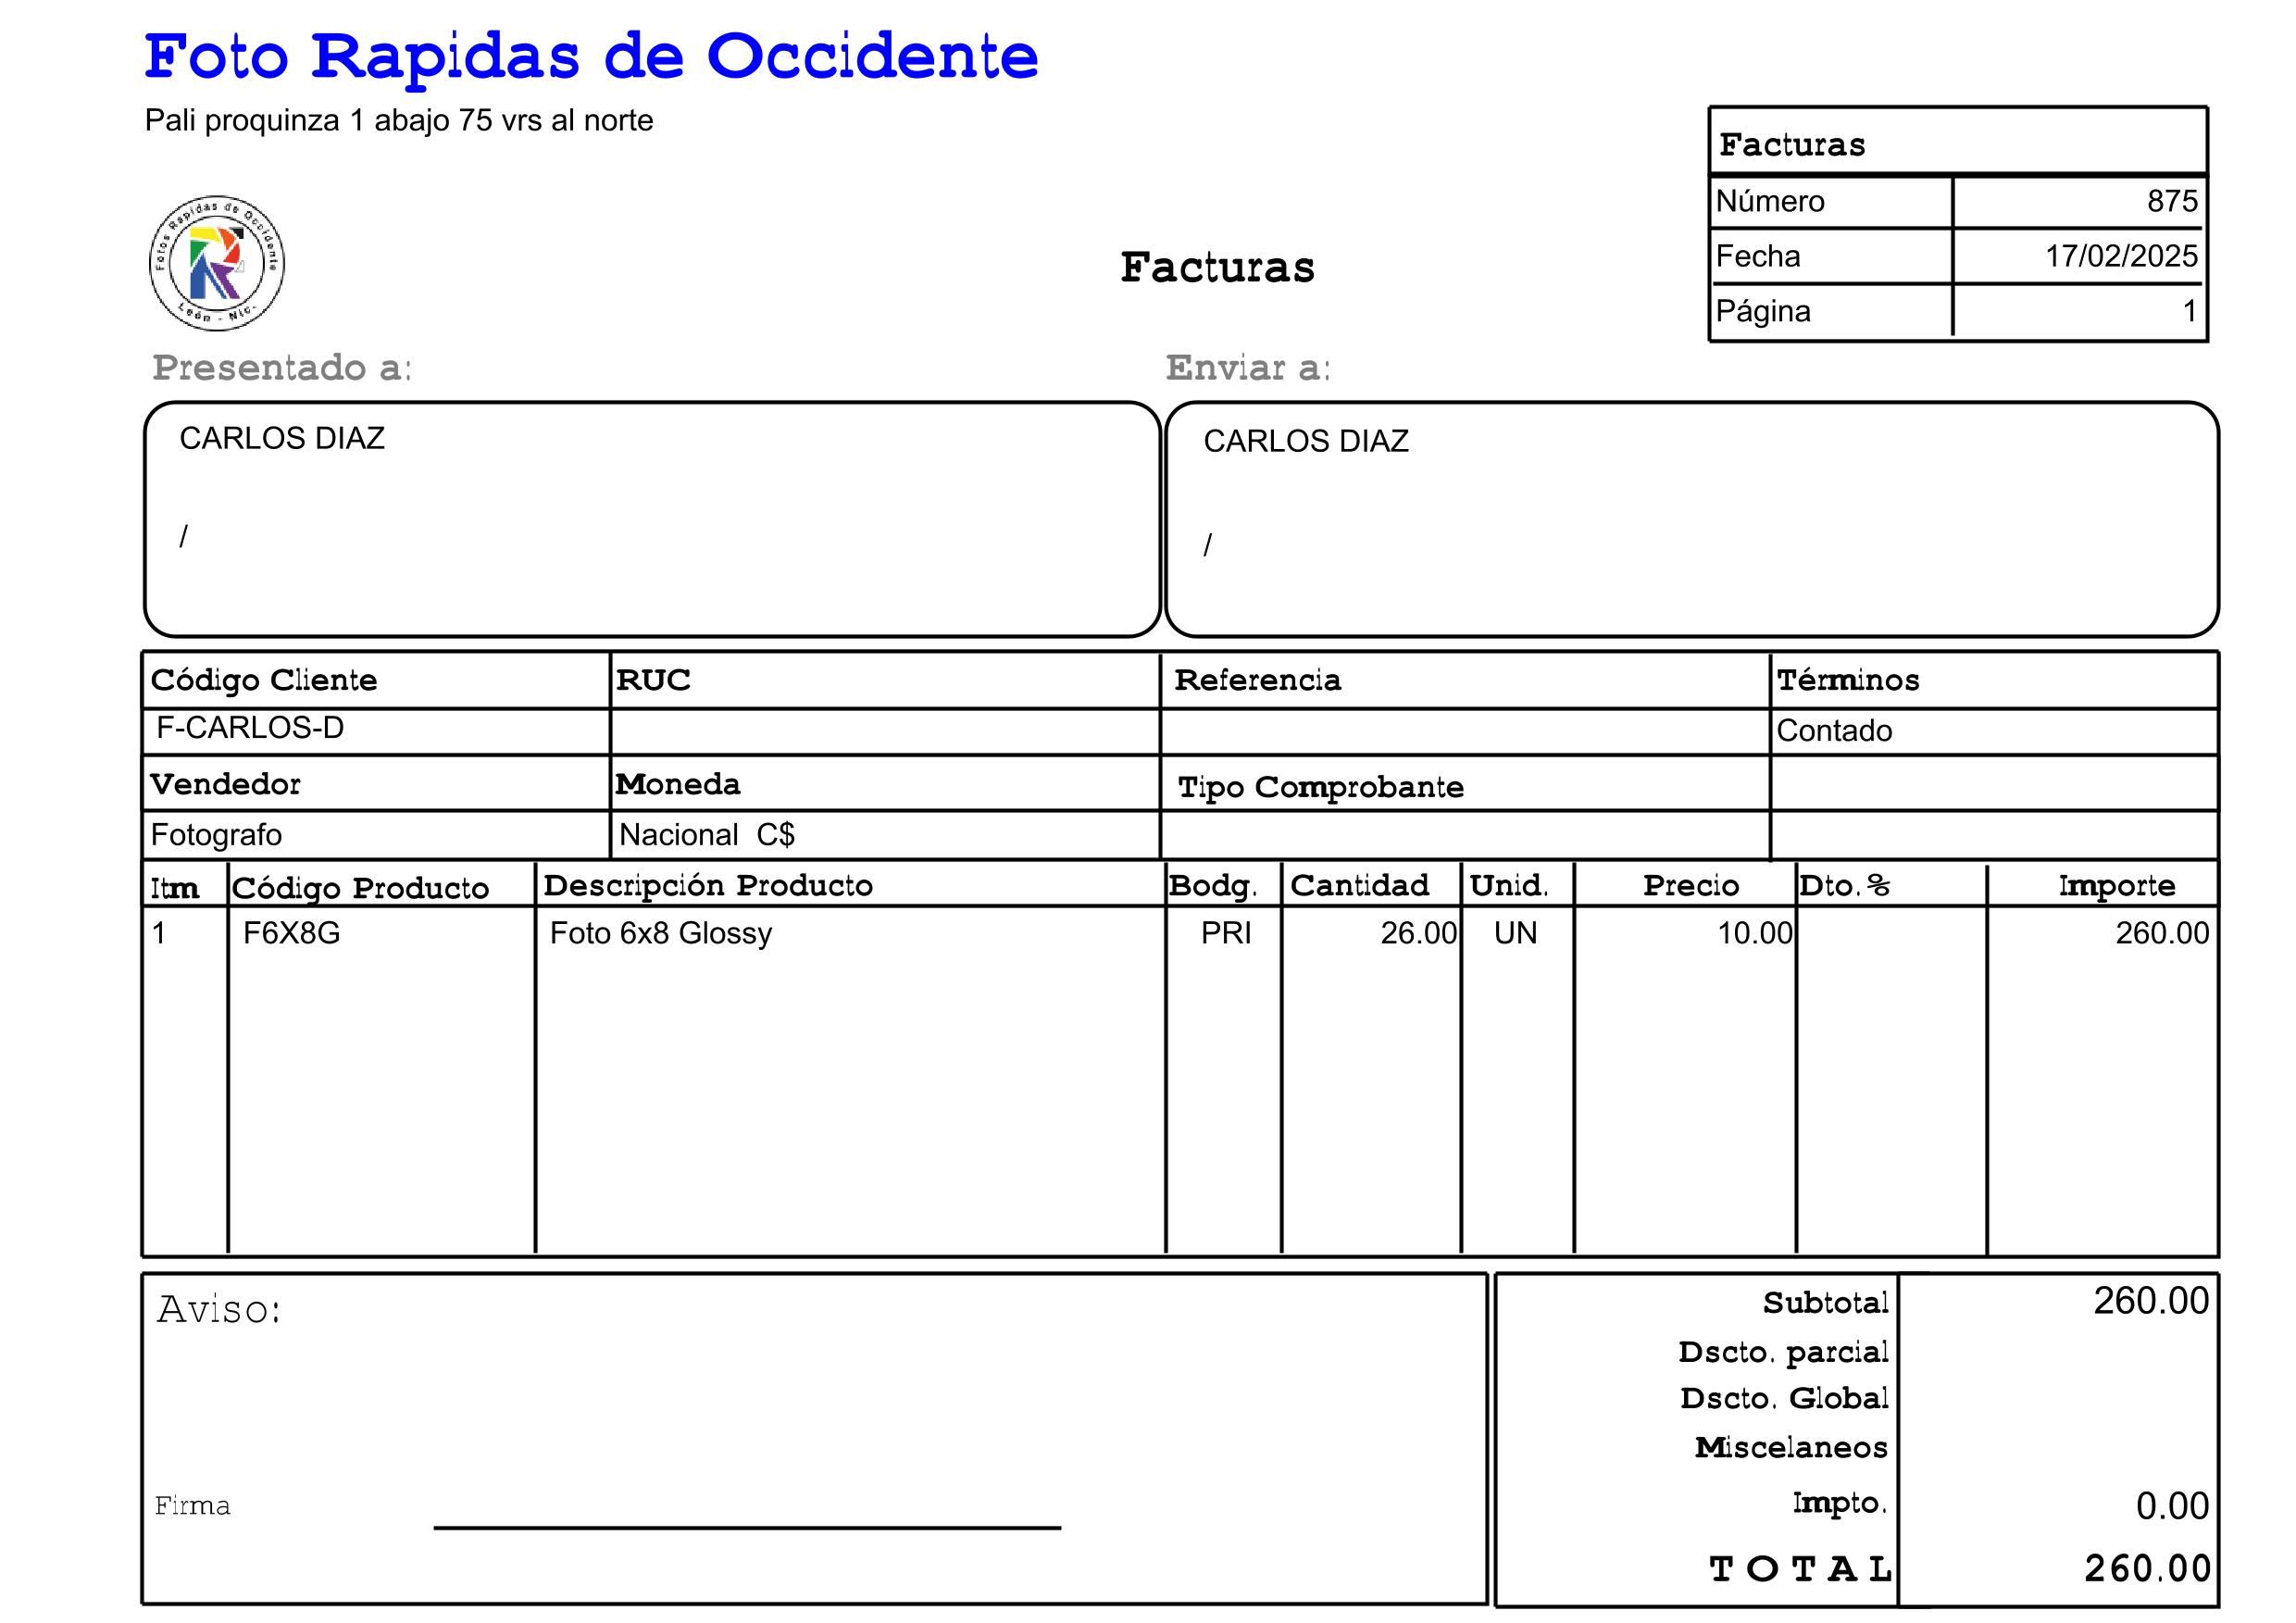 Foto Rapidas de Occidente
Pali proquinza 1 abajo 75 vrs al norte
Fotos Rapidas de Occidente
León - Nic.
Facturas
Facturas
Número 875
Fecha 17/02/2025
Página 1
Presentado a: Enviar a:
CARLOS DIAZ CARLOS DIAZ
/ /
Código Cliente RUC Referencia Términos
F-CARLOS-D Contado
Vendedor Moneda Tipo Comprobante
Fotografo Nacional C$
Itm Código Producto Descripción Producto Bodg. Cantidad Unid. Precio Dto.% Importe
1 F6X8G Foto 6x8 Glossy PRI 26.00 UN 10.00 260.00
Aviso:
Firma
Subtotal 260.00
Dscto. parcial
Dscto. Global
Miscelaneos
Impto. 0.00
TOTAL 260.00